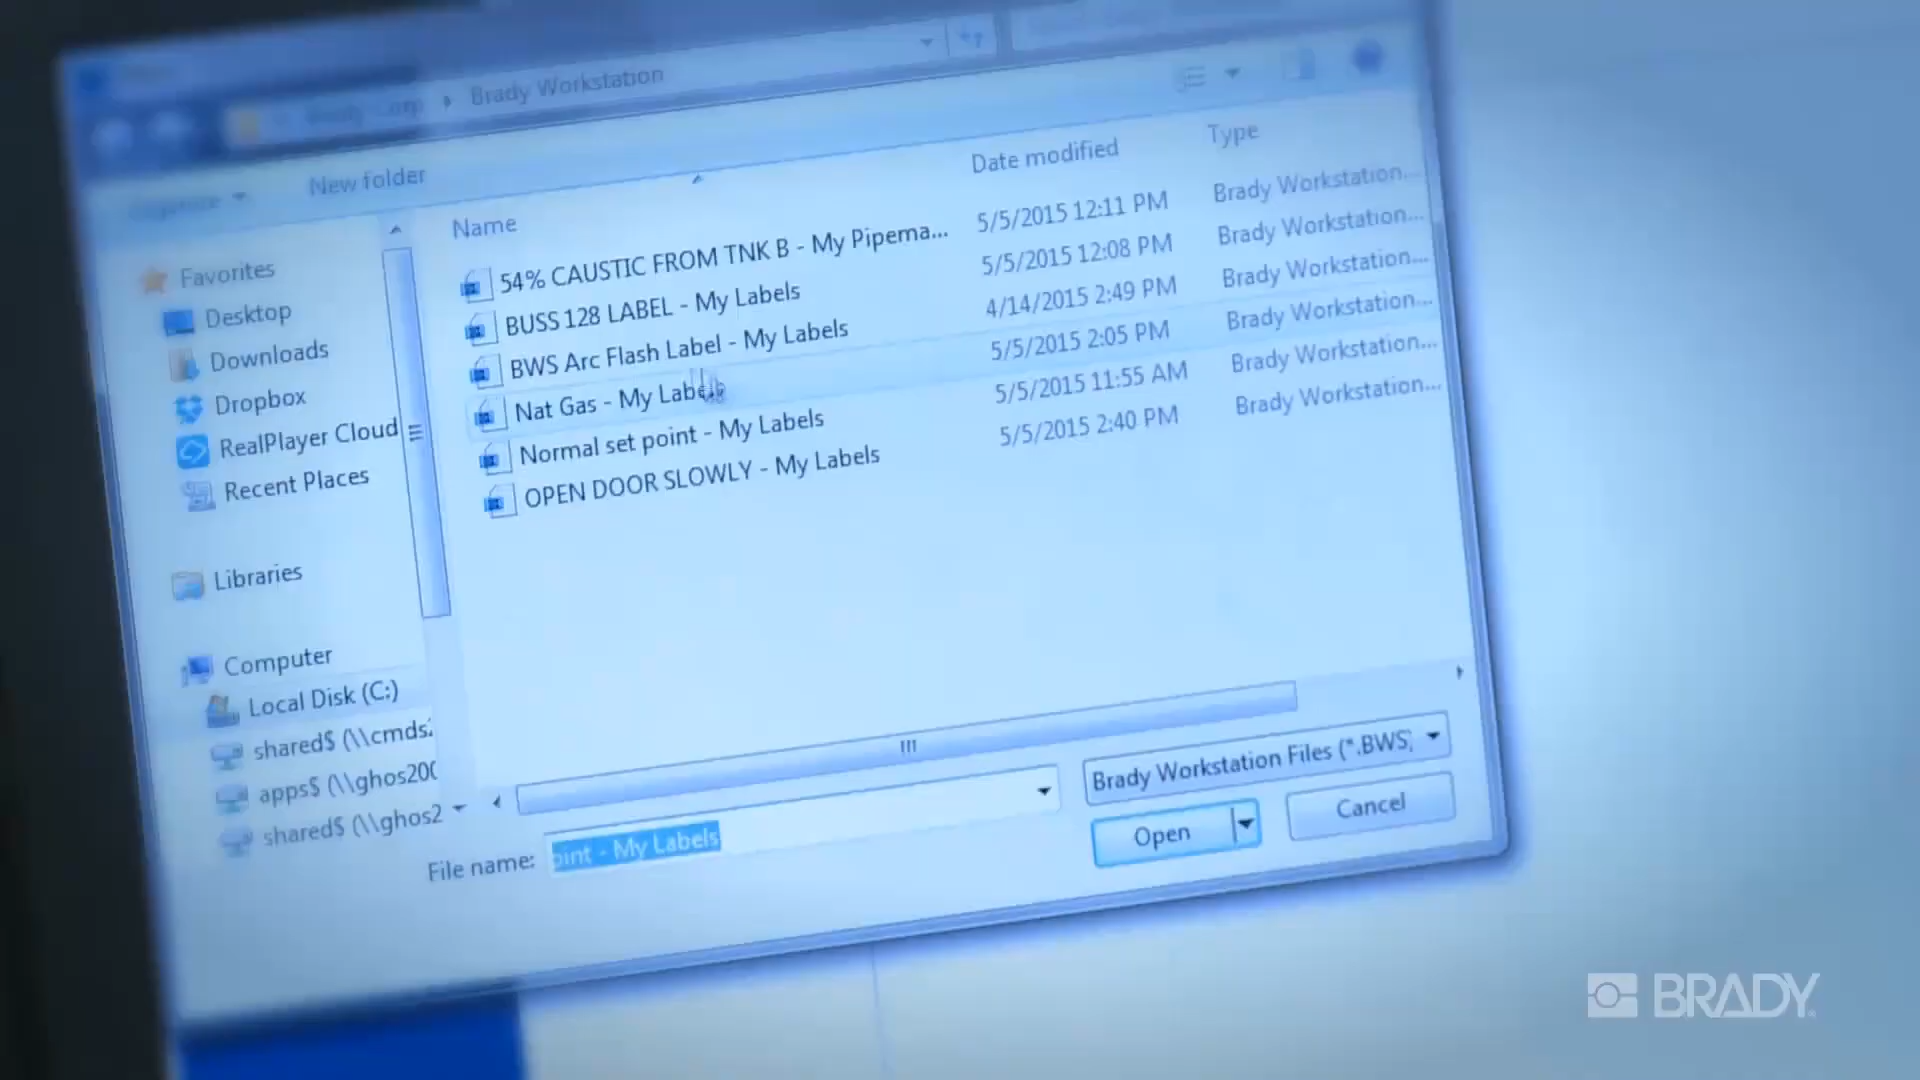 Brady Corp ▸ Brady Workstation
Organize
New folder
Name
Date modified
Type
Favorites
Desktop
Downloads
Dropbox
RealPlayer Cloud
Recent Places
Libraries
Computer
Local Disk (C:)
shared$ (\\cmds2
apps$ (\\ghos200
shared$ (\\ghos2
54% CAUSTIC FROM TNK B - My Pipema... 5/5/2015 12:11 PM Brady Workstation...
BUSS 128 LABEL - My Labels 5/5/2015 12:08 PM Brady Workstation...
BWS Arc Flash Label - My Labels 4/14/2015 2:49 PM Brady Workstation...
Nat Gas - My Labels 5/5/2015 2:05 PM Brady Workstation...
Normal set point - My Labels 5/5/2015 11:55 AM Brady Workstation...
OPEN DOOR SLOWLY - My Labels 5/5/2015 2:40 PM Brady Workstation...
File name: oint - My Labels
Brady Workstation Files (*.BWS;
Open
Cancel
BRADY